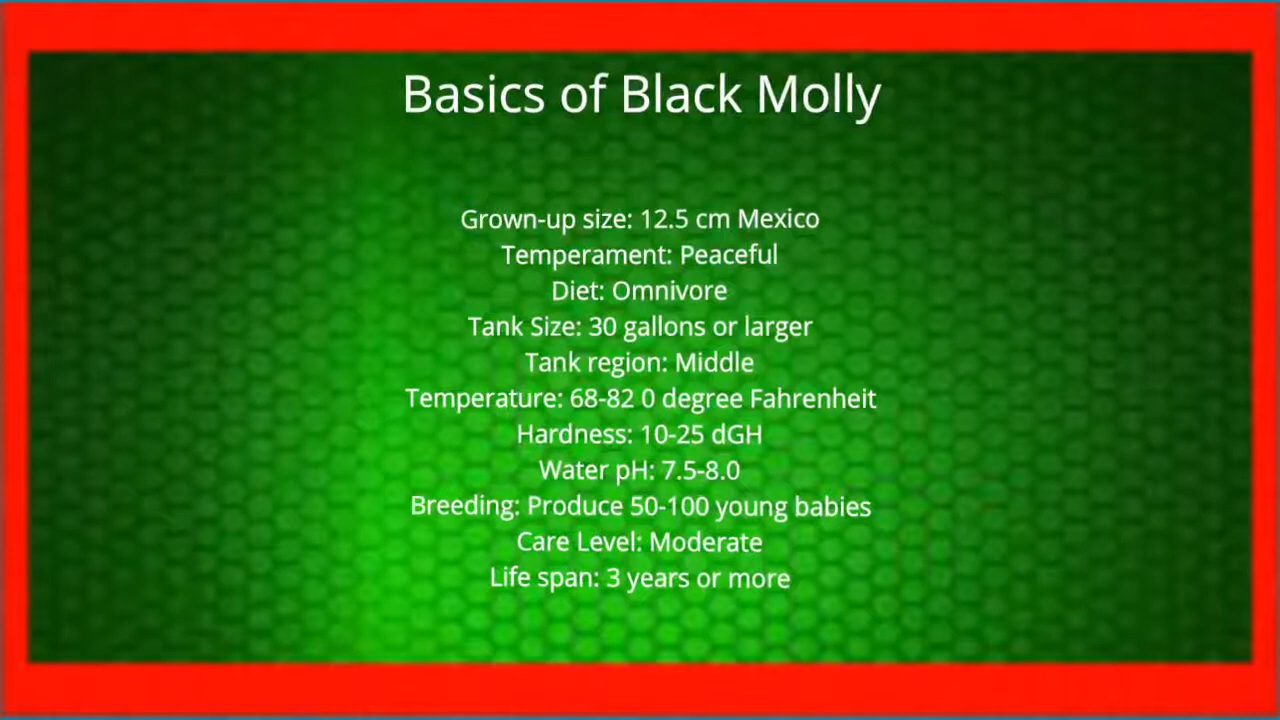 Basics of Black Molly
Grown-up size: 12.5 cm Mexico
Temperament: Peaceful
Diet: Omnivore
Tank Size: 30 gallons or larger
Tank region: Middle
Temperature: 68-82 0 degree Fahrenheit
Hardness: 10-25 dGH
Water pH: 7.5-8.0
Breeding: Produce 50-100 young babies
Care Level: Moderate
Life span: 3 years or more